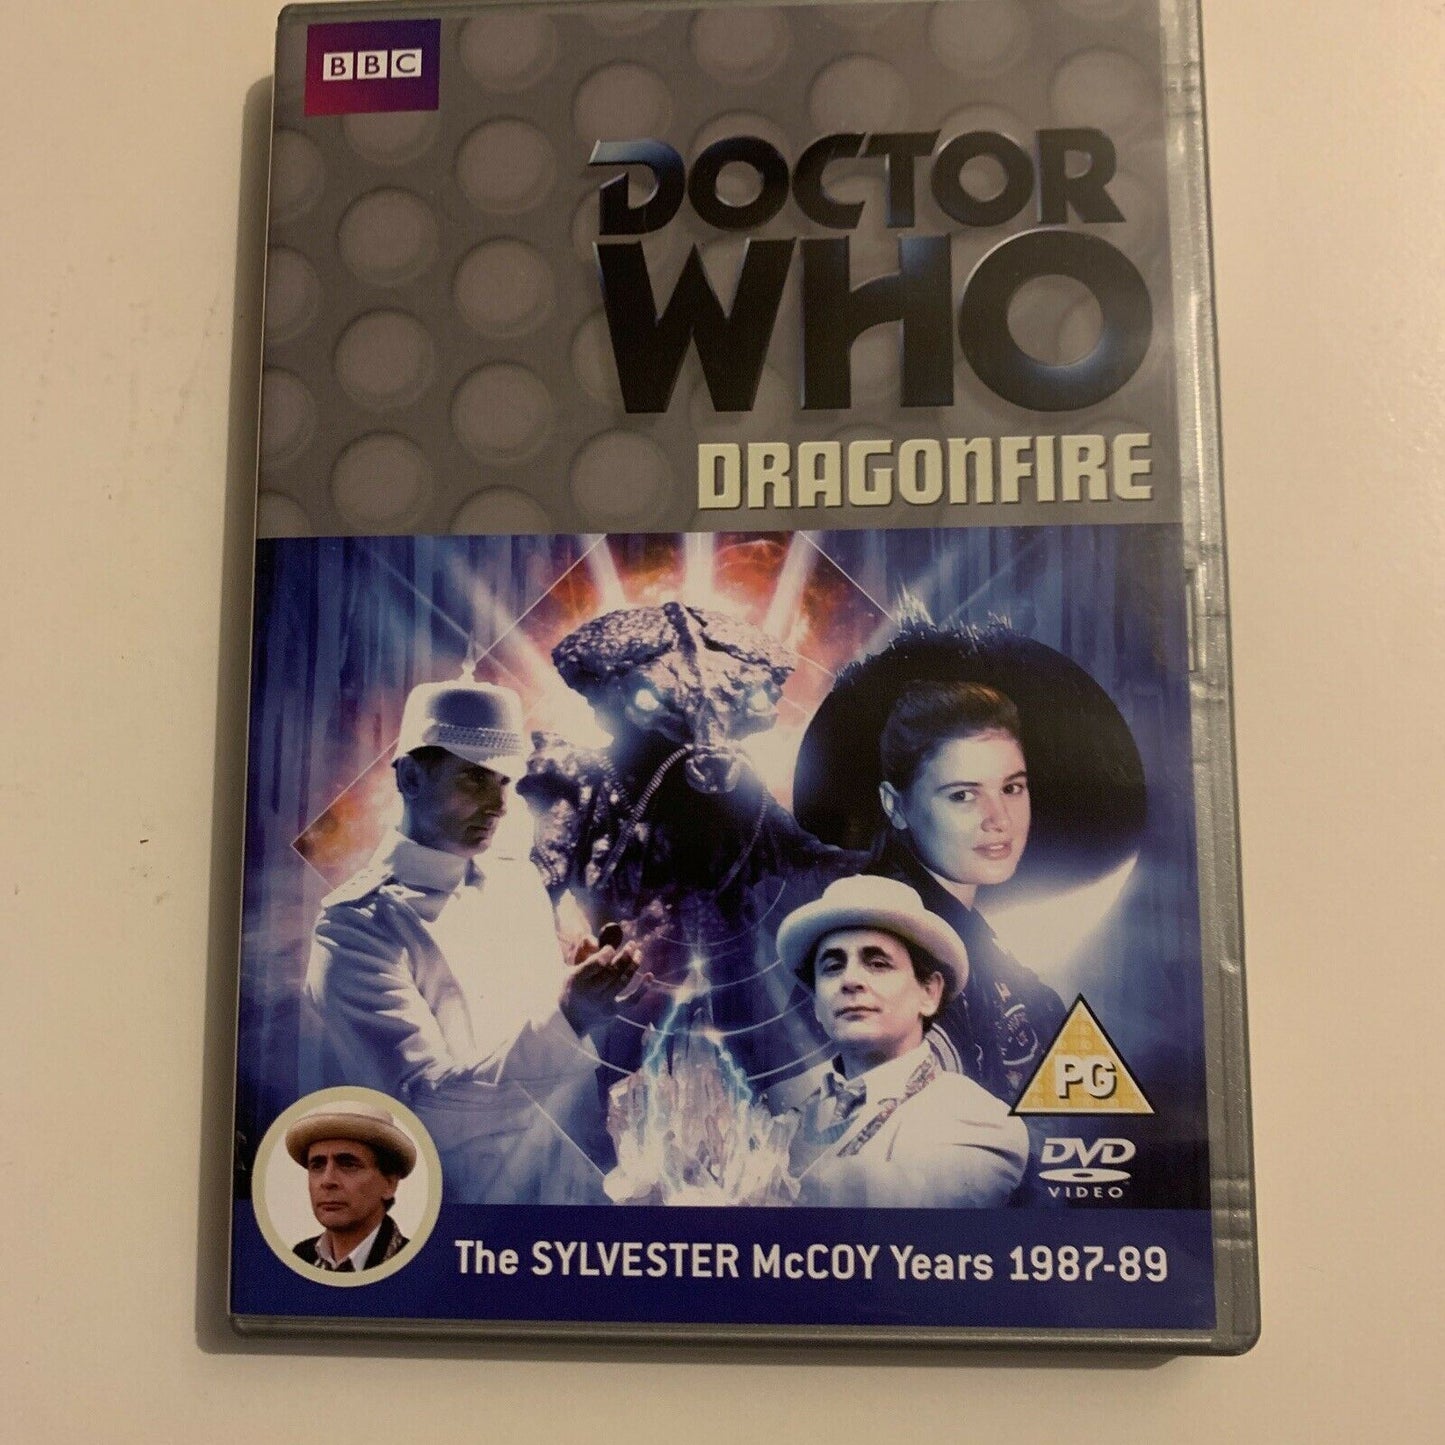 BBC
DOCTOR
WHO
DRAGONFIRE
PG
DVD
VIDEO
The SYLVESTER McCOY Years 1987-89